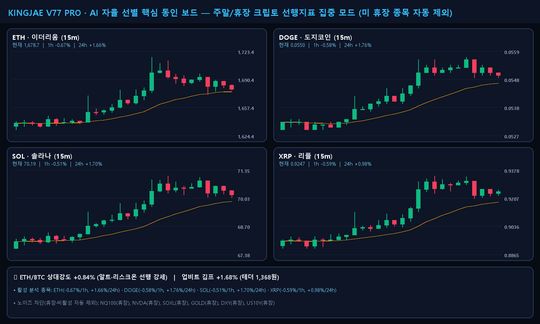 KINGJAE V77 PRO · AI 자율 선별 핵심 동인 보드 — 주말/휴장 크립토 선행지표 집중 모드 (미 휴장 종목 자동 제외)
ETH · 이더리움 (15m)
현재 1,678.7 | 1h -0.67% | 24h +1.66%
1,723.4
1,690.4
1,657.4
1,624.4
DOGE · 도지코인 (15m)
현재 0.0550 | 1h -0.58% | 24h +1.76%
0.0559
0.0548
0.0538
0.0527
SOL · 솔라나 (15m)
현재 70.19 | 1h -0.51% | 24h +1.70%
71.35
70.03
68.70
67.38
XRP · 리플 (15m)
현재 0.9247 | 1h -0.59% | 24h +0.98%
0.9378
0.9207
0.9036
0.8865
ETH/BTC 상대강도 +0.84% (알트·리스크온 선행 강세) | 업비트 김프 +1.68% (테더 1,368원)
• 활성 분석 종목: ETH(-0.67%/1h, +1.66%/24h) · DOGE(-0.58%/1h, +1.76%/24h) · SOL(-0.51%/1h, +1.70%/24h) · XRP(-0.59%/1h, +0.98%/24h)
• 노이즈 차단(휴장·비활성 자동 제외): NQ100(휴장), NVDA(휴장), SOXL(휴장), GOLD(휴장), DXY(휴장), US10Y(휴장)